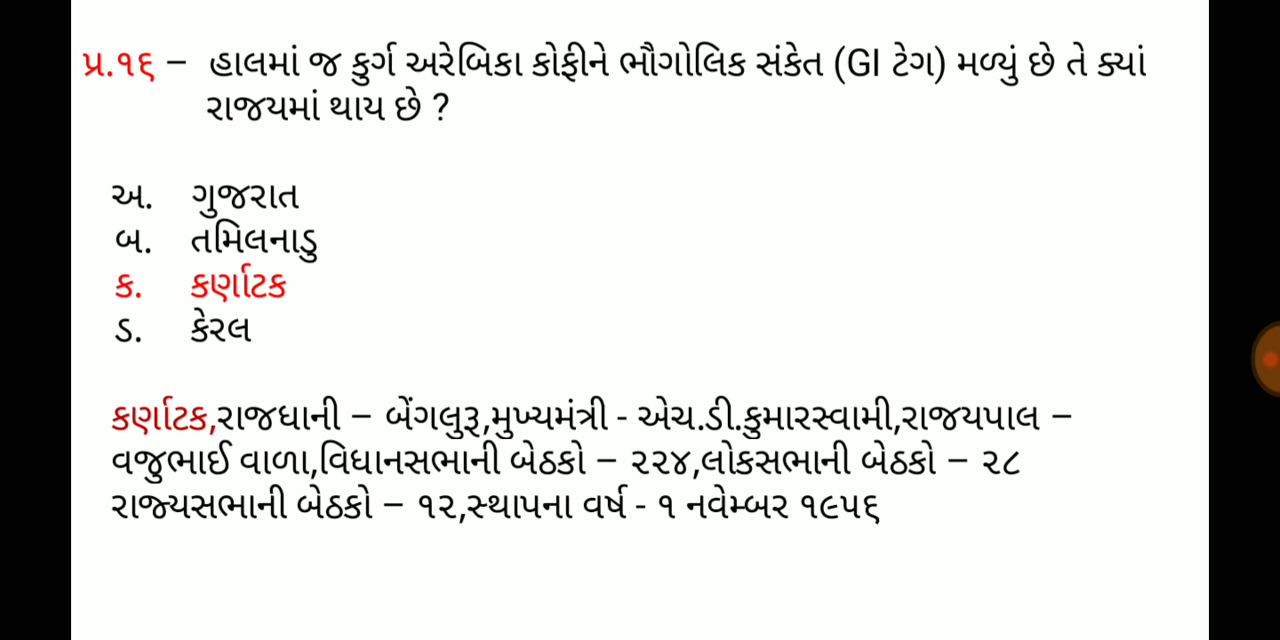 પ્ર.૧૬ – હાલમાં જ કુર્ગ અરેબિકા કોફીને ભૌગોલિક સંકેત (GI ટેગ) મળ્યું છે તે ક્યાં
રાજયમાં થાય છે ?
અ. ગુજરાત
બ. તમિલનાડુ
ક. કર્ણાટક
ડ. કેરલ
કર્ણાટક,રાજધાની – બેંગલુરૂ,મુખ્યમંત્રી - એચ.ડી.કુમારસ્વામી,રાજયપાલ –
વજુભાઈ વાળા,વિધાનસભાની બેઠકો – ૨૨૪,લોકસભાની બેઠકો – ૨૮
રાજ્યસભાની બેઠકો – ૧૨,સ્થાપના વર્ષ - ૧ નવેમ્બર ૧૯૫૬